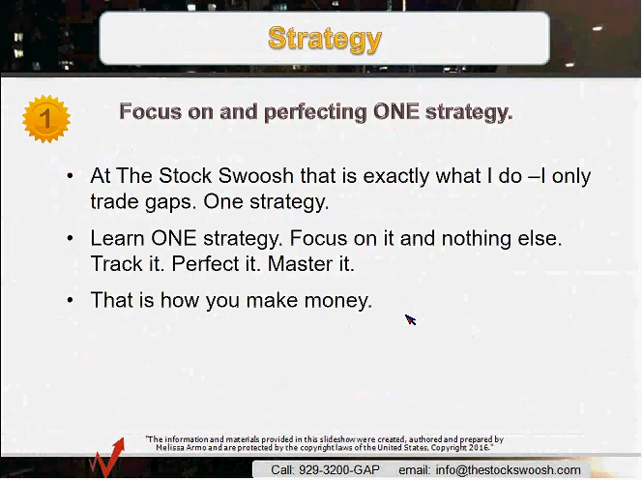 Strategy
1
Focus on and perfecting ONE strategy.
• At The Stock Swoosh that is exactly what I do –I only
trade gaps. One strategy.
• Learn ONE strategy. Focus on it and nothing else.
Track it. Perfect it. Master it.
• That is how you make money.
"The information and materials provided in this slideshow were created, authored and prepared by
Melissa Armo and are protected by the copyright laws of the United States, Copyright 2016."
Call: 929-3200-GAP email: info@thestockswoosh.com